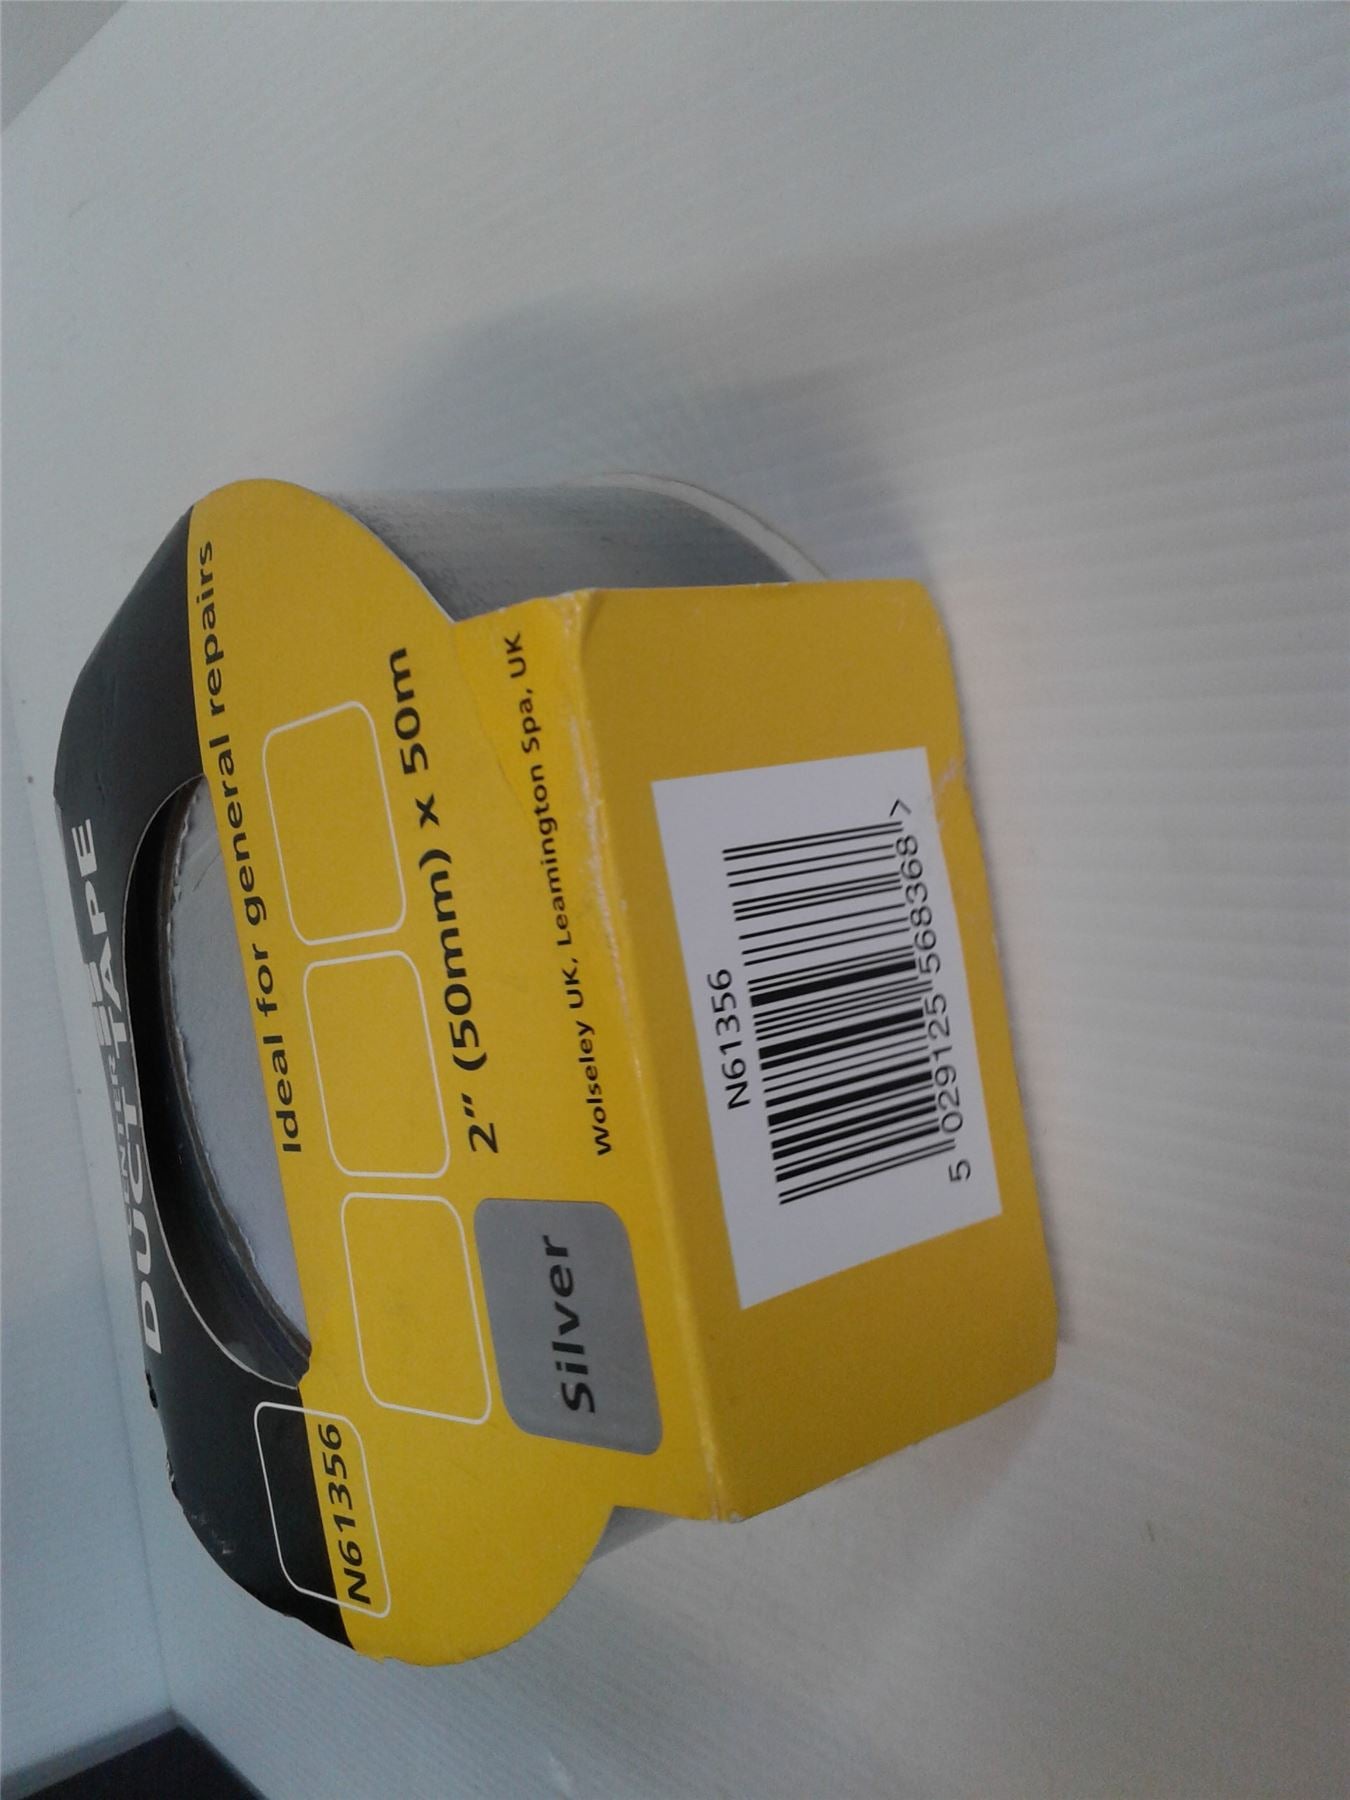 DUCT TAPE
Ideal for general repairs
N61356
2” (50mm) x 50m
Silver
Wolseley UK, Leamington Spa, UK
N61356
5 029125 568368 >